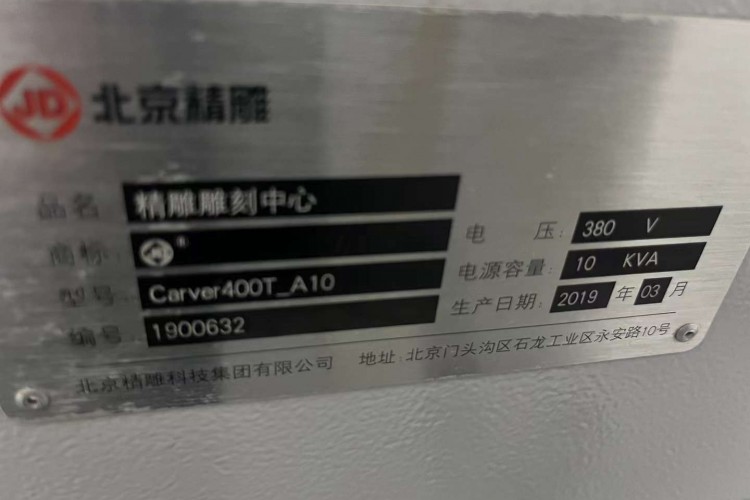 JD 北京精雕
品名: 精雕雕刻中心
商标: JD ®
型号: Carver400T_A10
编号: 1900632
电 压: 380 V
电源容量: 10 KVA
生产日期: 2019 年 03 月
北京精雕科技集团有限公司 地址: 北京门头沟区石龙工业区永安路10号